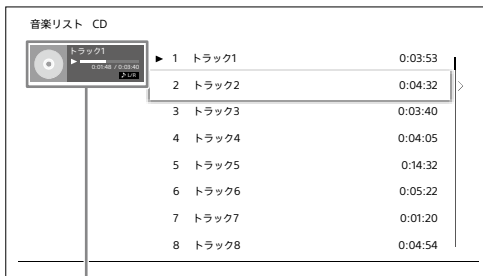 音楽リスト CD
トラック1
0:01:48 / 0:03:40
L/R
1 トラック1 0:03:53
2 トラック2 0:04:32
3 トラック3 0:03:40
4 トラック4 0:04:05
5 トラック5 0:14:32
6 トラック6 0:05:22
7 トラック7 0:01:20
8 トラック8 0:04:54